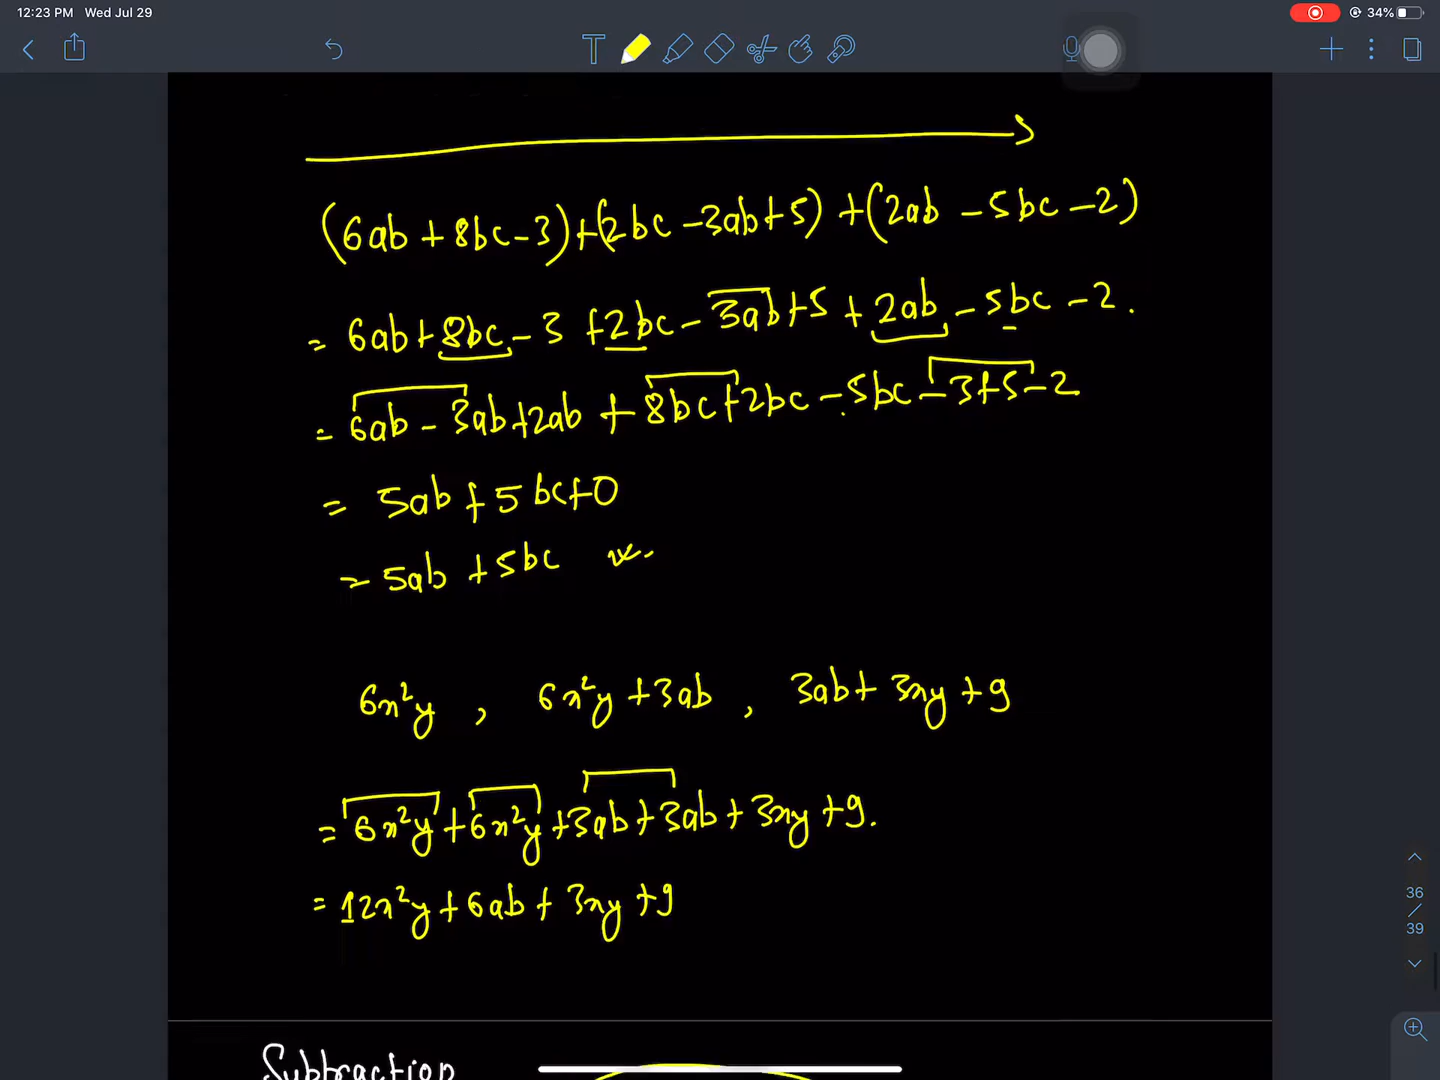 12:23 PM Wed Jul 29
34%
(6ab + 8bc - 3) + (2bc - 3ab + 5) + (2ab - 5bc - 2)
= 6ab + 8bc - 3 + 2bc - 3ab + 5 + 2ab - 5bc - 2.
= 6ab - 3ab + 2ab + 8bc + 2bc - 5bc - 3 + 5 - 2
= 5ab + 5bc + 0
= 5ab + 5bc
6x²y , 6x²y + 3ab , 3ab + 3xy + 9
= 6x²y + 6x²y + 3ab + 3ab + 3xy + 9.
= 12x²y + 6ab + 3xy + 9
36
/
39
Subtraction